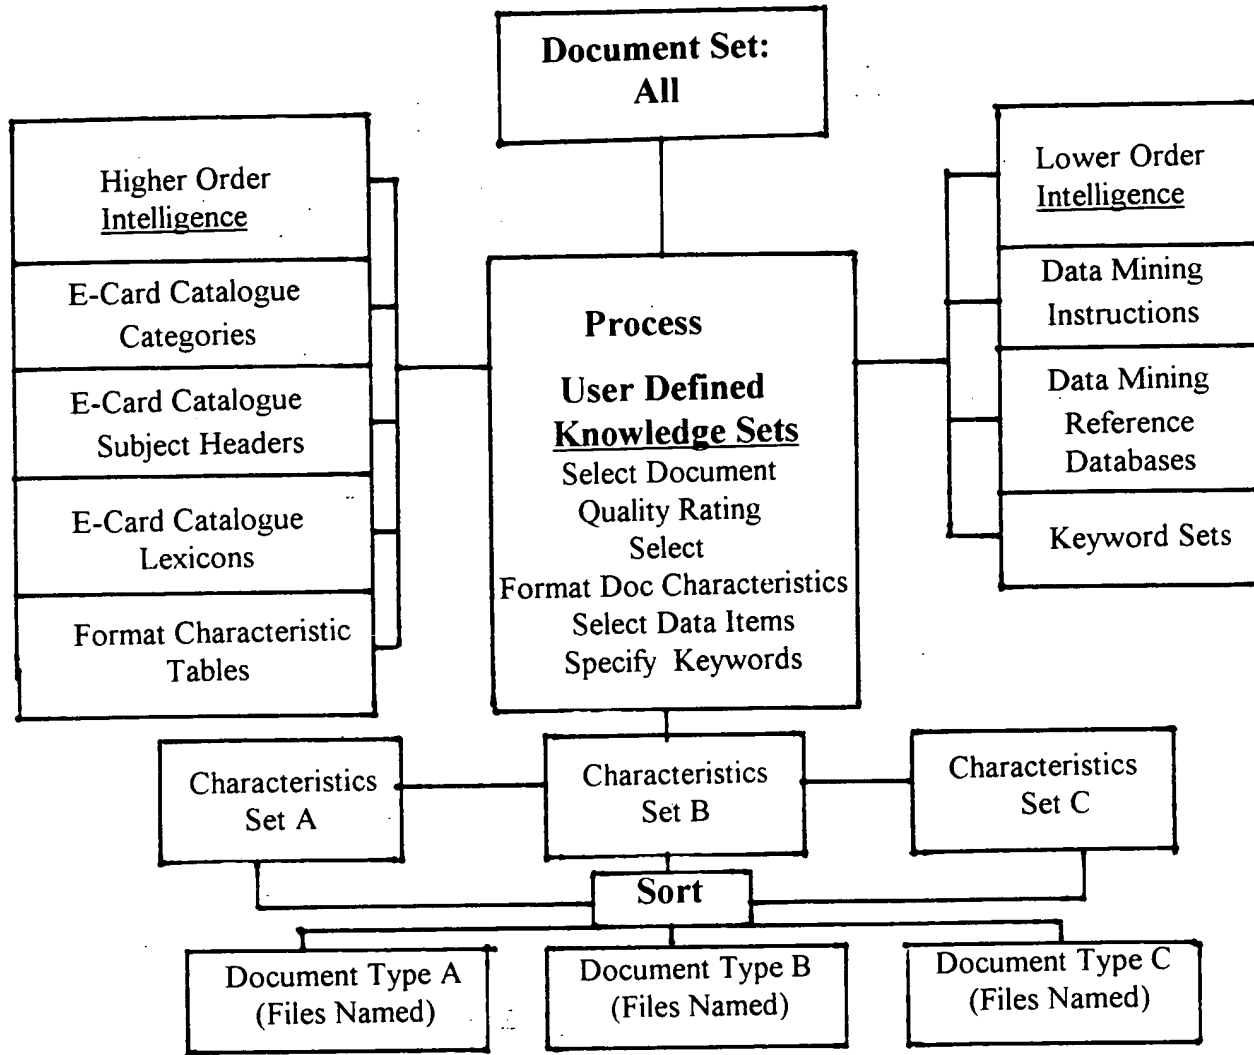 Document Set:
All
Higher Order
Intelligence
E-Card Catalogue
Categories
E-Card Catalogue
Subject Headers
E-Card Catalogue
Lexicons
Format Characteristic
Tables
Process
User Defined
Knowledge Sets
Select Document
Quality Rating
Select
Format Doc Characteristics
Select Data Items
Specify Keywords
Lower Order
Intelligence
Data Mining
Instructions
Data Mining
Reference
Databases
Keyword Sets
Characteristics
Set A
Characteristics
Set B
Characteristics
Set C
Sort
Document Type A
(Files Named)
Document Type B
(Files Named)
Document Type C
(Files Named)